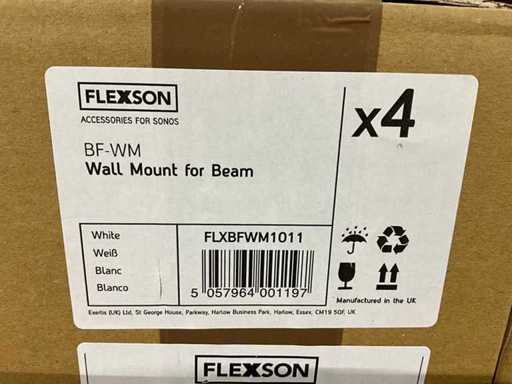 FLEXSON
ACCESSORIES FOR SONOS
x4
BF-WM
Wall Mount for Beam
White
Weiß
Blanc
Blanco
FLXBFWM1011
5 057964 001197
Manufactured in the UK
Exertis (UK) Ltd, St George House, Parkway, Harlow Business Park, Harlow, Essex, CM19 5QF, UK
FLEXSON